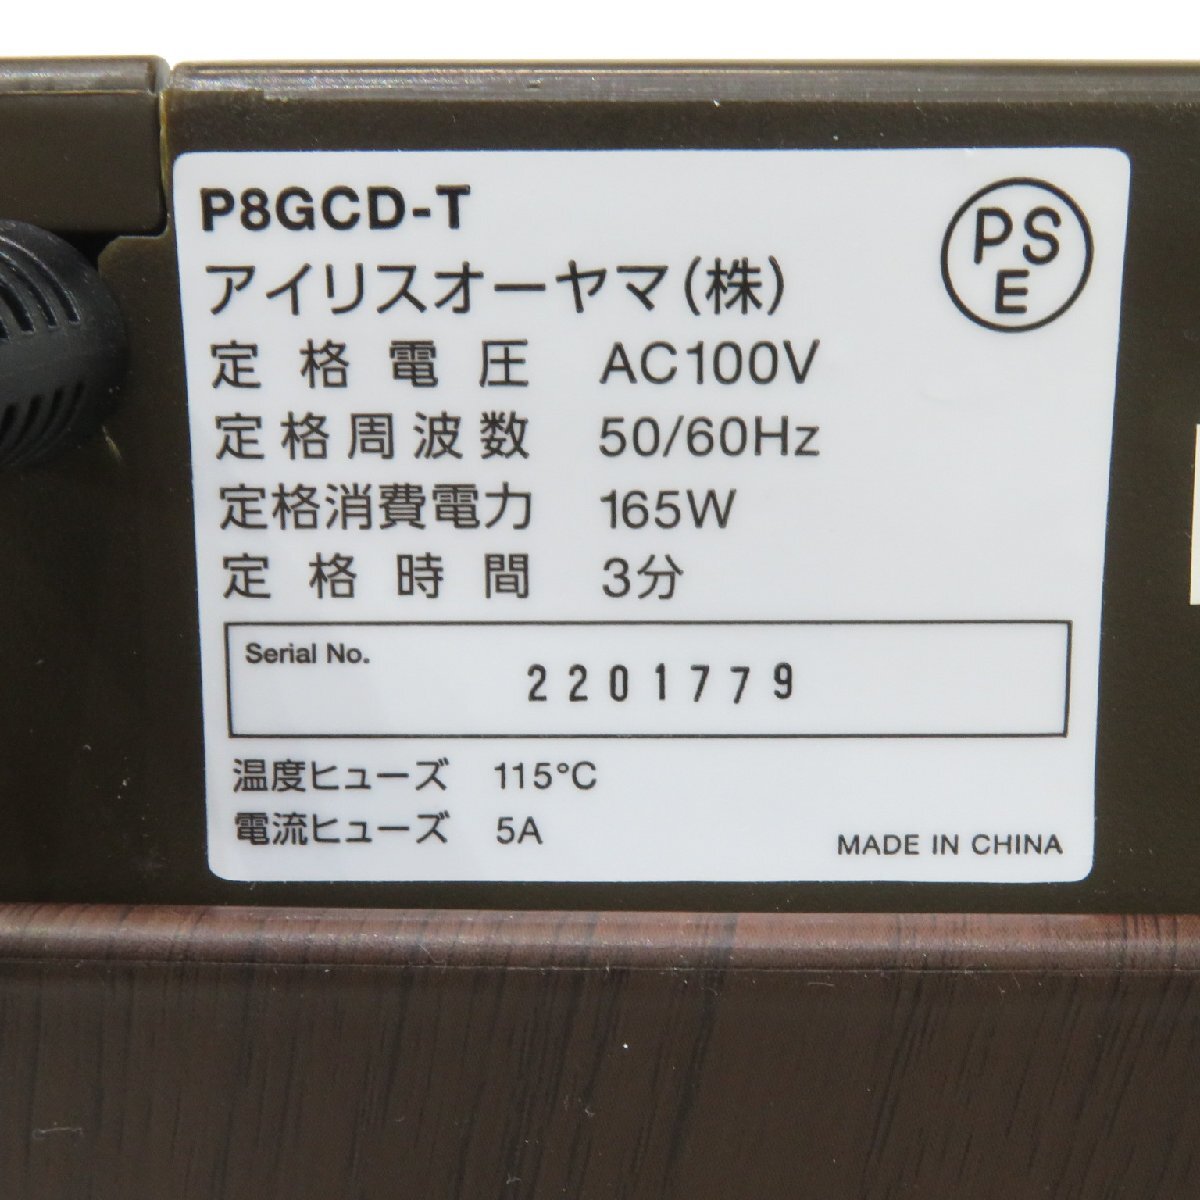 P8GCD-T
PS
E
アイリスオーヤマ(株)
定格電圧 AC100V
定格周波数 50/60Hz
定格消費電力 165W
定格時間 3分
Serial No.
2201779
温度ヒューズ 115°C
電流ヒューズ 5A
MADE IN CHINA